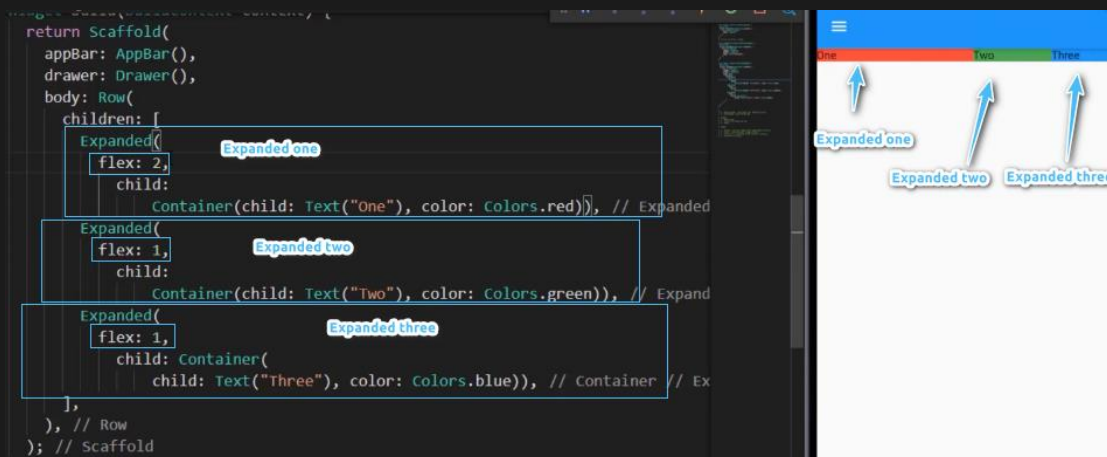 return Scaffold(
appBar: AppBar(),
drawer: Drawer(),
body: Row(
children: [
Expanded(
Expanded one
flex: 2,
child:
Container(child: Text("One"), color: Colors.red)), // Expanded
Expanded(
flex: 1,
Expanded two
child:
Container(child: Text("Two"), color: Colors.green)), // Expand
Expanded(
Expanded three
flex: 1,
child: Container(
child: Text("Three"), color: Colors.blue)), // Container // Ex
],
), // Row
); // Scaffold
One Two Three
Expanded one
Expanded two Expanded three